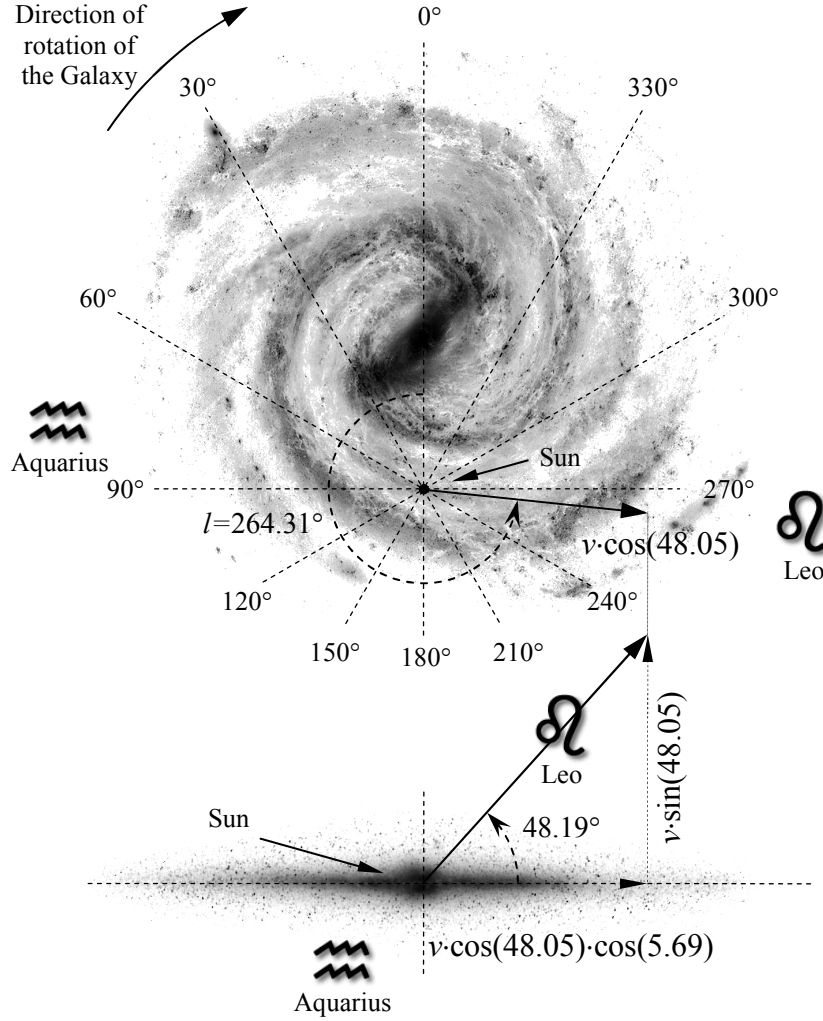 Direction of
rotation of
the Galaxy
0°
30°
330°
60°
300°
Aquarius
Sun
90°
270°
l=264.31°
v·cos(48.05)
Leo
120°
240°
150°
180°
210°
Leo
v·sin(48.05)
Sun
48.19°
v·cos(48.05)·cos(5.69)
Aquarius